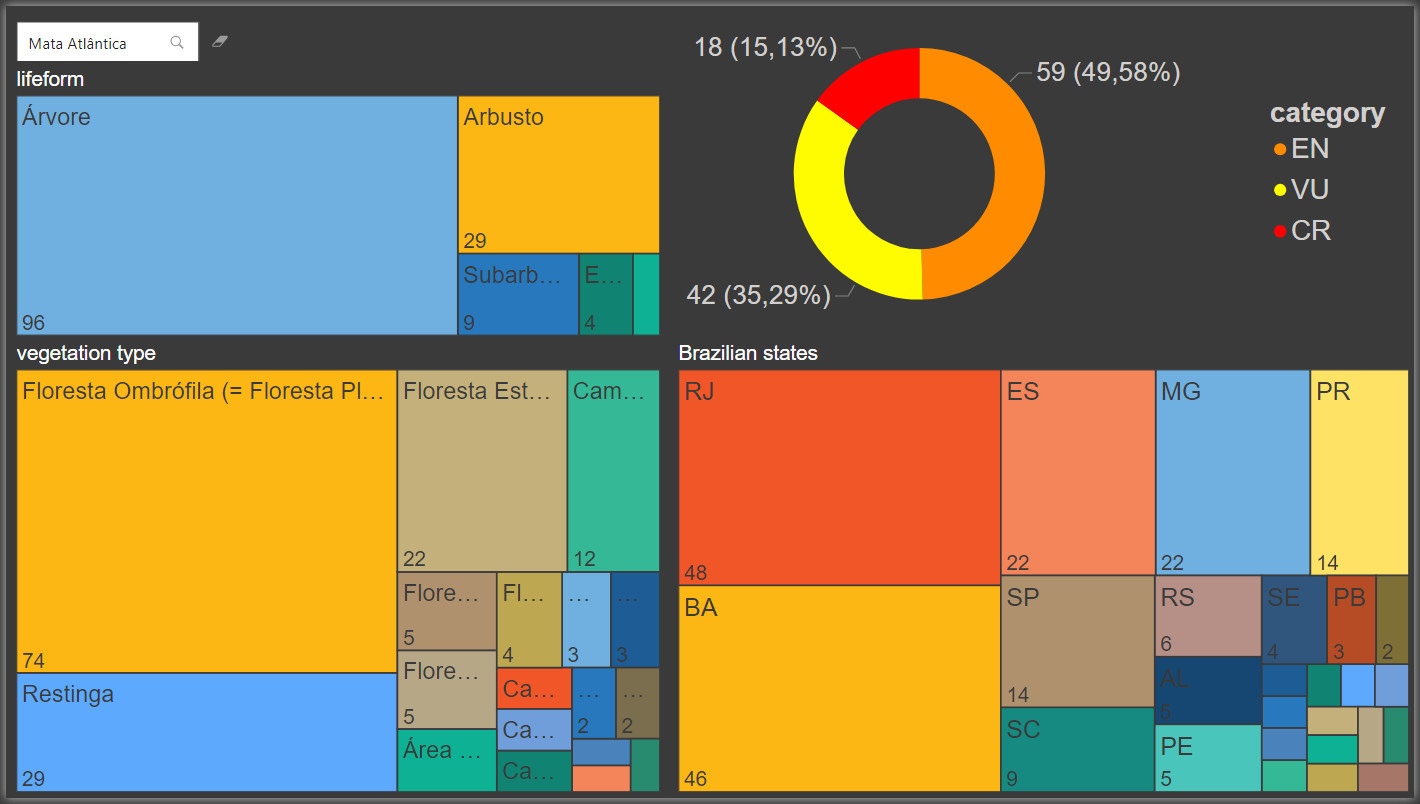 Mata Atlântica
lifeform
Árvore
96
Arbusto
29
Subarb...
9
E...
4
18 (15,13%)
59 (49,58%)
42 (35,29%)
category
EN
VU
CR
vegetation type
Floresta Ombrófila (= Floresta Pl...
74
Restinga
29
Floresta Est...
22
Cam...
12
Flore...
5
Flore...
5
Área ...
Fl...
4
...
3
...
3
Ca...
Ca...
Ca...
...
2
...
2
Brazilian states
RJ
48
BA
46
ES
22
MG
22
PR
14
SP
14
SC
9
RS
6
AL
5
PE
5
SE
4
PB
3
2